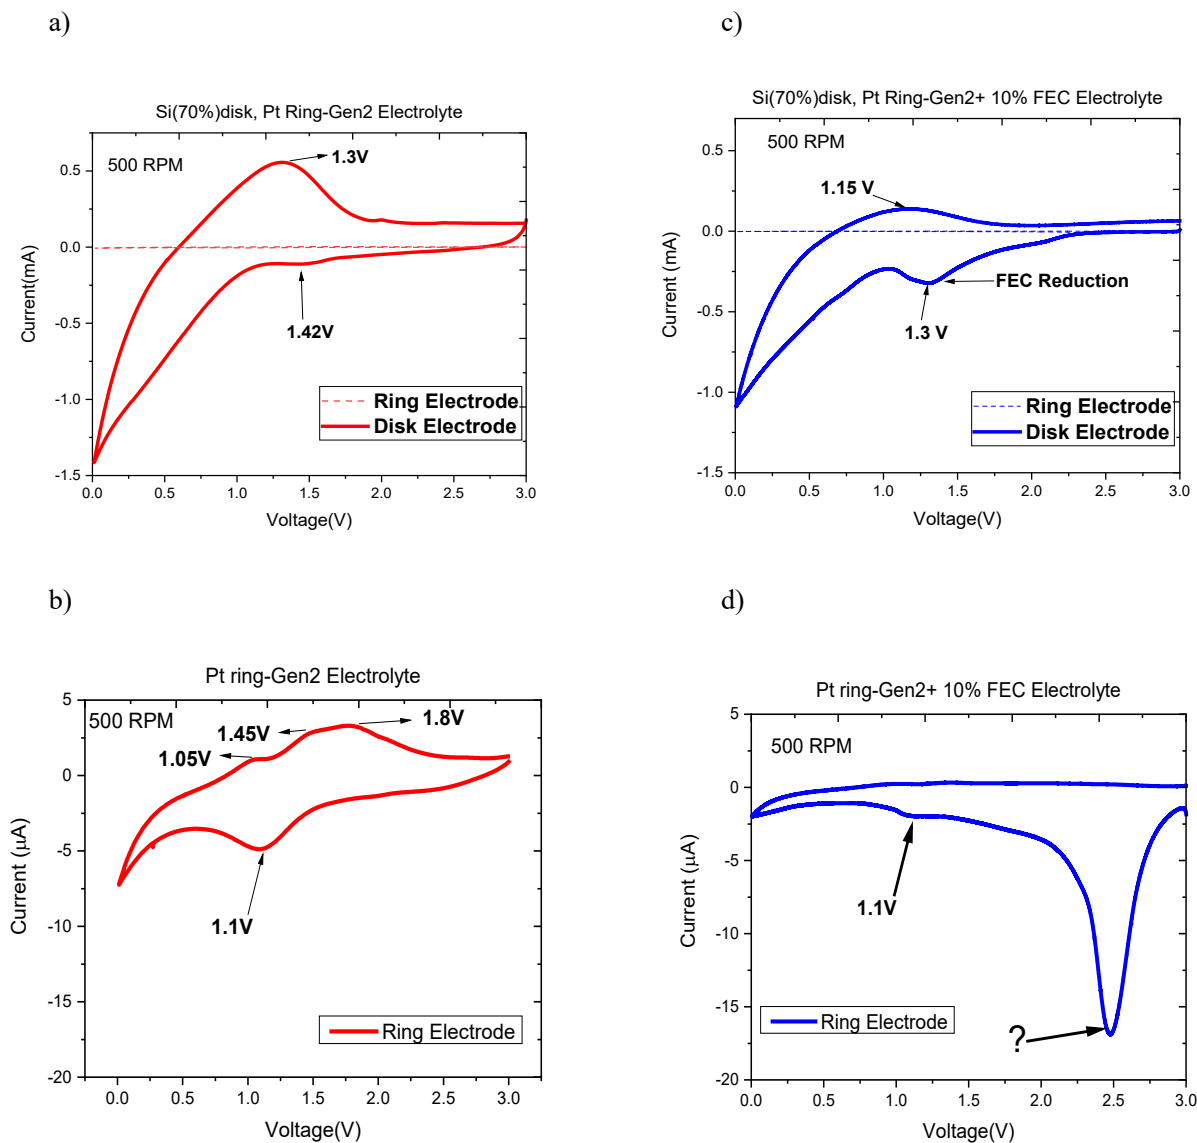 a)
Si(70%)disk, Pt Ring-Gen2 Electrolyte
500 RPM
1.3V
1.42V
Ring Electrode
Disk Electrode
0.5
0.0
-0.5
-1.0
-1.5
Current(mA)
0.0 0.5 1.0 1.5 2.0 2.5 3.0
Voltage(V)
c)
Si(70%)disk, Pt Ring-Gen2+ 10% FEC Electrolyte
500 RPM
1.15 V
FEC Reduction
1.3 V
Ring Electrode
Disk Electrode
0.5
0.0
-0.5
-1.0
-1.5
Current (mA)
0.0 0.5 1.0 1.5 2.0 2.5 3.0
Voltage(V)
b)
Pt ring-Gen2 Electrolyte
500 RPM
1.8V
1.45V
1.05V
1.1V
Ring Electrode
5
0
-5
-10
-15
-20
Current (μA)
0.0 0.5 1.0 1.5 2.0 2.5 3.0
Voltage(V)
d)
Pt ring-Gen2+ 10% FEC Electrolyte
500 RPM
1.1V
?
Ring Electrode
5
0
-5
-10
-15
-20
Current (μA)
0.0 0.5 1.0 1.5 2.0 2.5 3.0
Voltage(V)